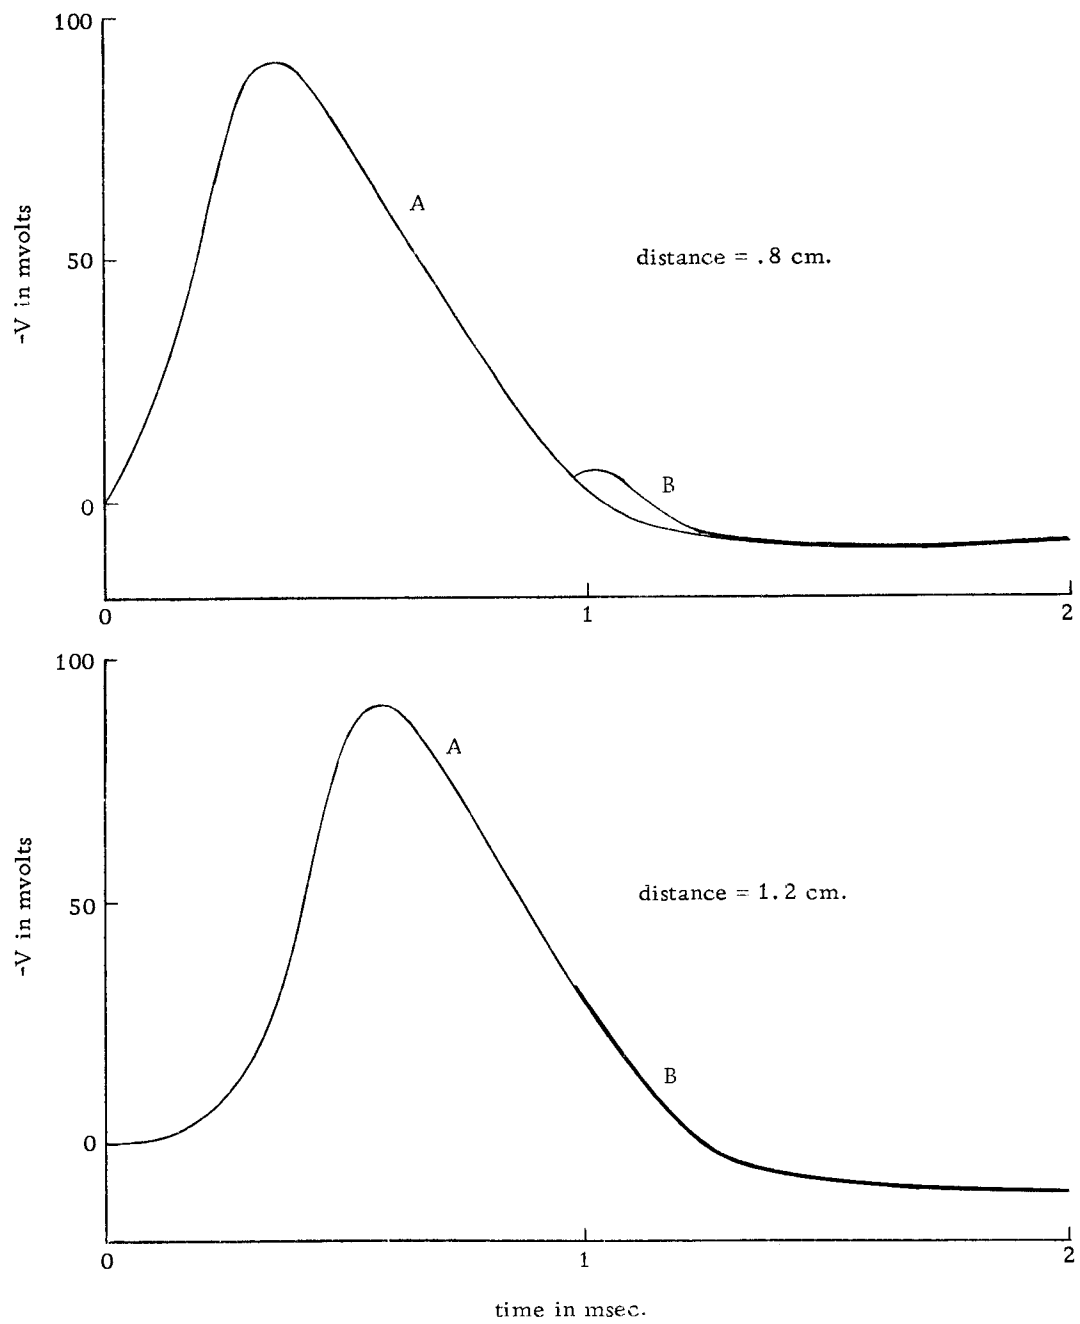 100
50
0
-V in mvolts
A
B
distance = .8 cm.
0
1
2
100
50
0
-V in mvolts
A
B
distance = 1.2 cm.
0
1
2
time in msec.